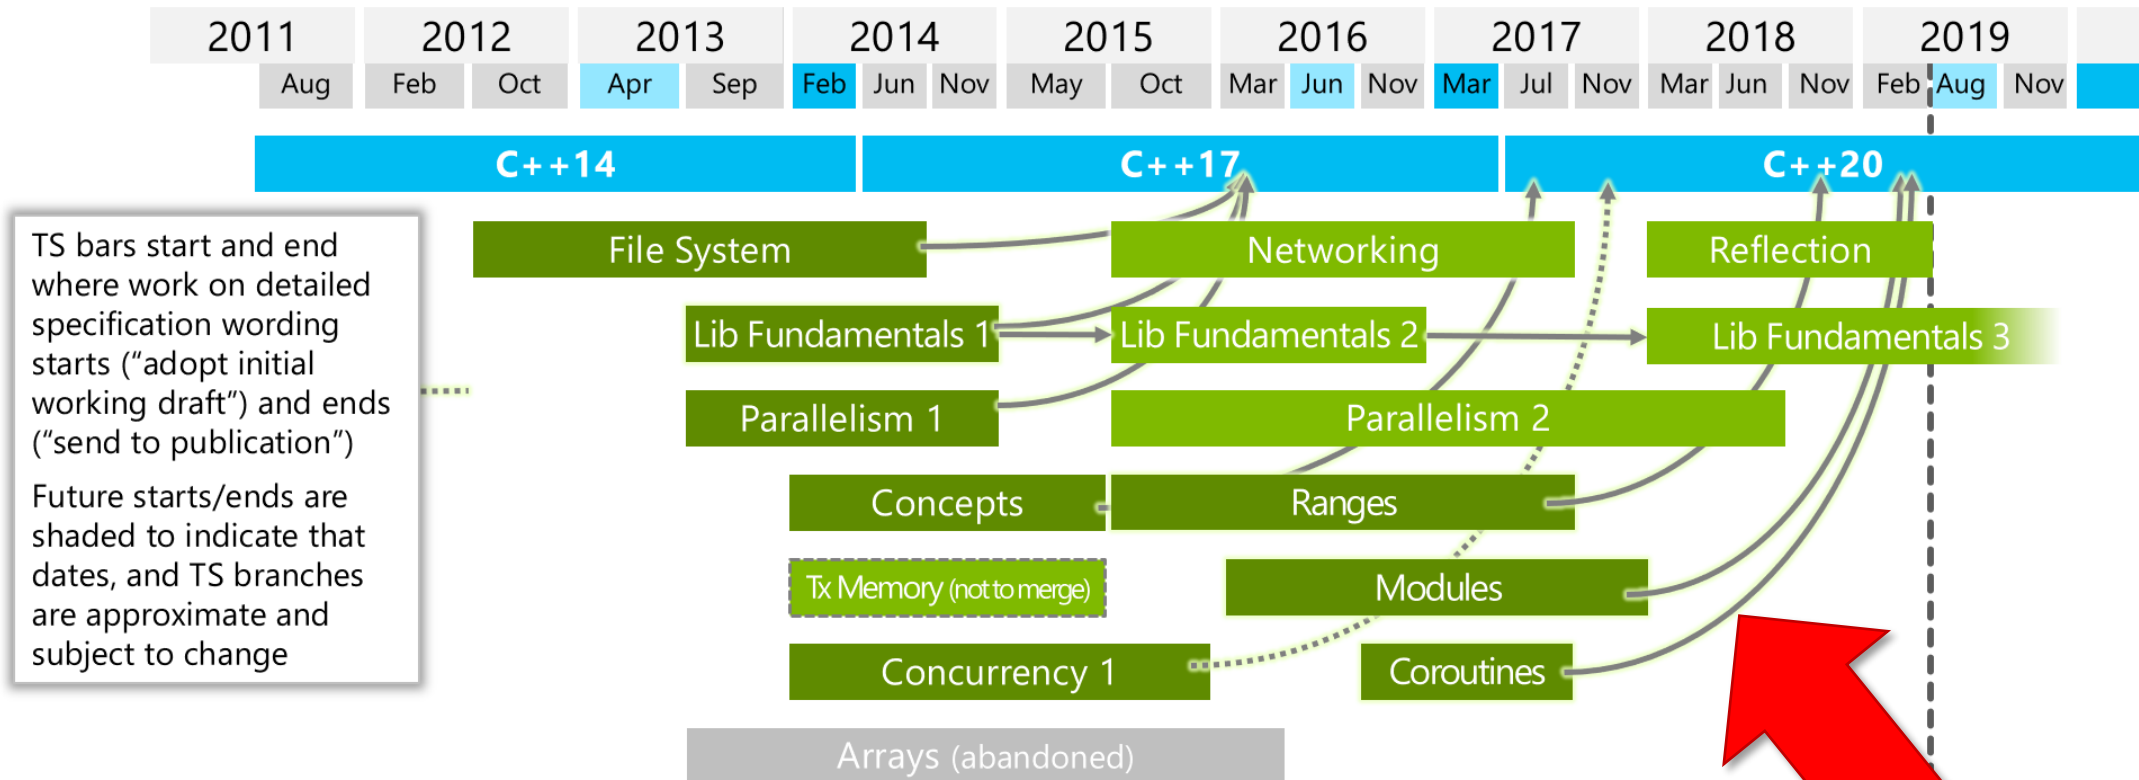 2011 2012 2013 2014 2015 2016 2017 2018 2019
Aug Feb Oct Apr Sep Feb Jun Nov May Oct Mar Jun Nov Mar Jul Nov Mar Jun Nov Feb Aug Nov
C++14 C++17 C++20
TS bars start and end
where work on detailed
specification wording
starts (“adopt initial
working draft”) and ends
(“send to publication”)
Future starts/ends are
shaded to indicate that
dates, and TS branches
are approximate and
subject to change
File System Networking Reflection
Lib Fundamentals 1 Lib Fundamentals 2 Lib Fundamentals 3
Parallelism 1 Parallelism 2
Concepts Ranges
Tx Memory (not to merge) Modules
Concurrency 1 Coroutines
Arrays (abandoned)